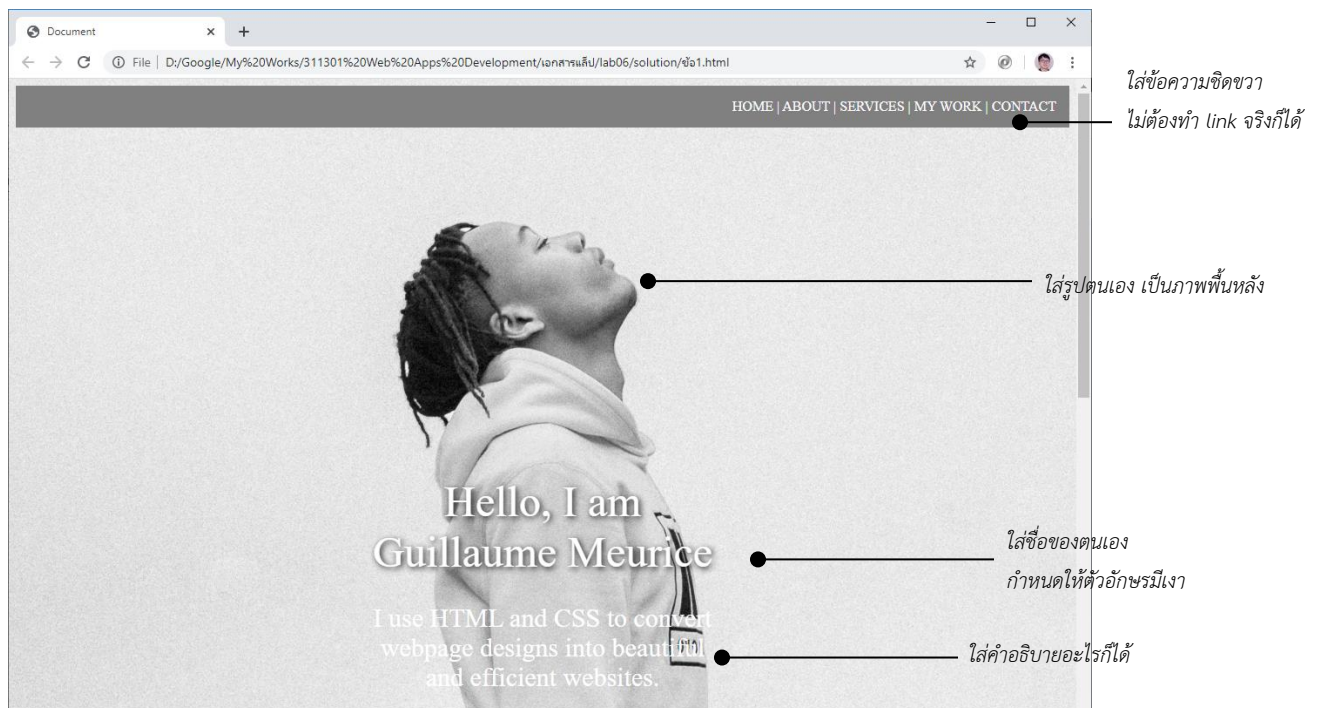 Document
File | D:/Google/My%20Works/311301%20Web%20Apps%20Development/เอกสารแล็ป/lab06/solution/ข้อ1.html
HOME | ABOUT | SERVICES | MY WORK | CONTACT
ใส่ข้อความชิดขวา
ไม่ต้องทำ link จริงก็ได้
ใส่รูปตนเอง เป็นภาพพื้นหลัง
Hello, I am
Guillaume Meurice
ใส่ชื่อของตนเอง
กำหนดให้ตัวอักษรมีเงา
I use HTML and CSS to convert
webpage designs into beautiful
and efficient websites.
ใส่คำอธิบายอะไรก็ได้